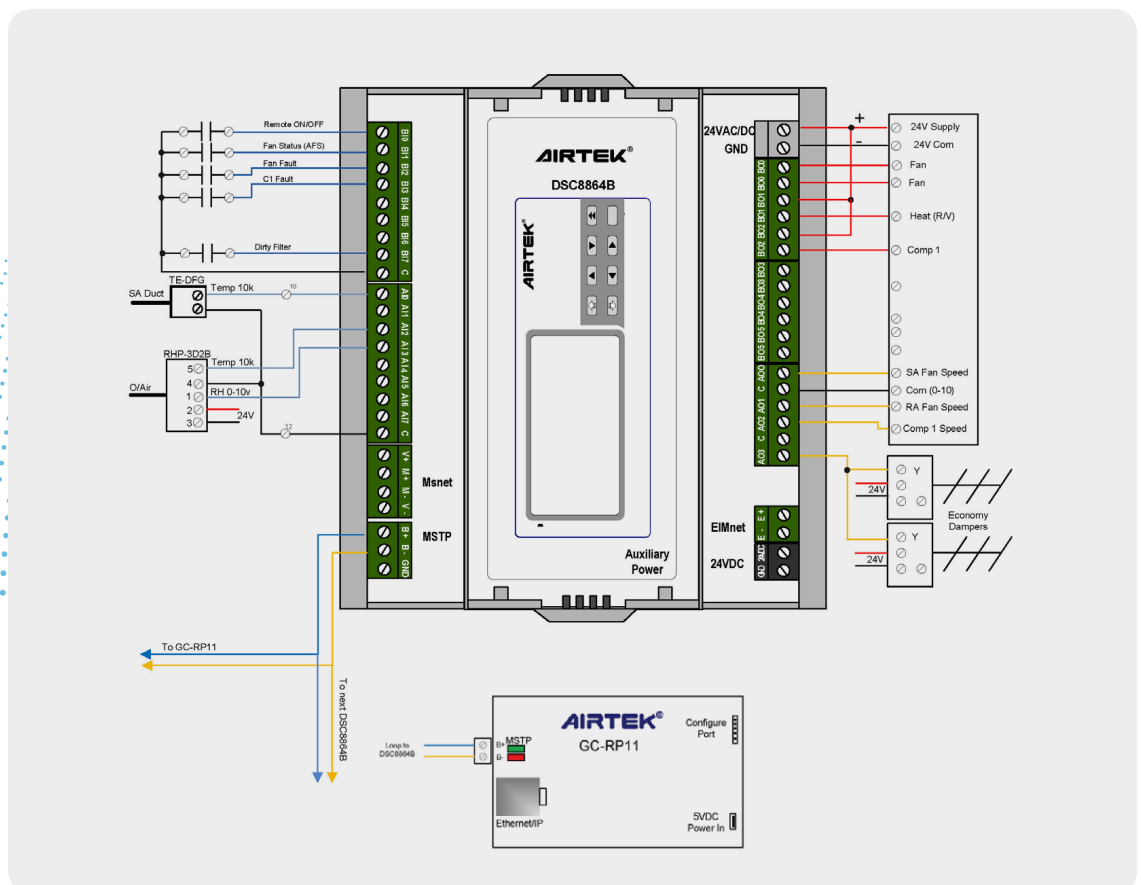 Remote ON/OFF
Fan Status (AFS)
Fan Fault
C1 Fault
Dirty Filter
TE-DFG
SA Duct
Temp 10k
10
RHP-3D2B
Temp 10k
O/Air
RH 0-10v
24V
5
4
1
2
3
12
BI0
BI1
BI2
BI3
BI4
BI5
BI6
BI7
C
AI0
AI1
AI2
AI3
AI4
AI5
AI6
AI7
C
V+
M+
M -
V -
Msnet
B+
B-
GND
MSTP
AIRTEK®
DSC8864B
AIRTEK
Auxiliary
Power
24VAC/DC
GND
BO0
BO0
BO1
BO1
BO2
BO2
BO3
BO3
BO4
BO4
BO5
BO5
AO0
C
AO1
AO2
C
AO3
EIMnet
E+
E -
24VDC
24VDC
GND
+
-
24V Supply
24V Com
Fan
Fan
Heat (R/V)
Comp 1
SA Fan Speed
Com (0-10)
RA Fan Speed
Comp 1 Speed
Y
24V
Economy
Dampers
Y
24V
To GC-RP11
To next DSC8864B
AIRTEK®
GC-RP11
Configure
Port
Loop to
DSC8864B
B+
B-
MSTP
Ethernet/IP
5VDC
Power In